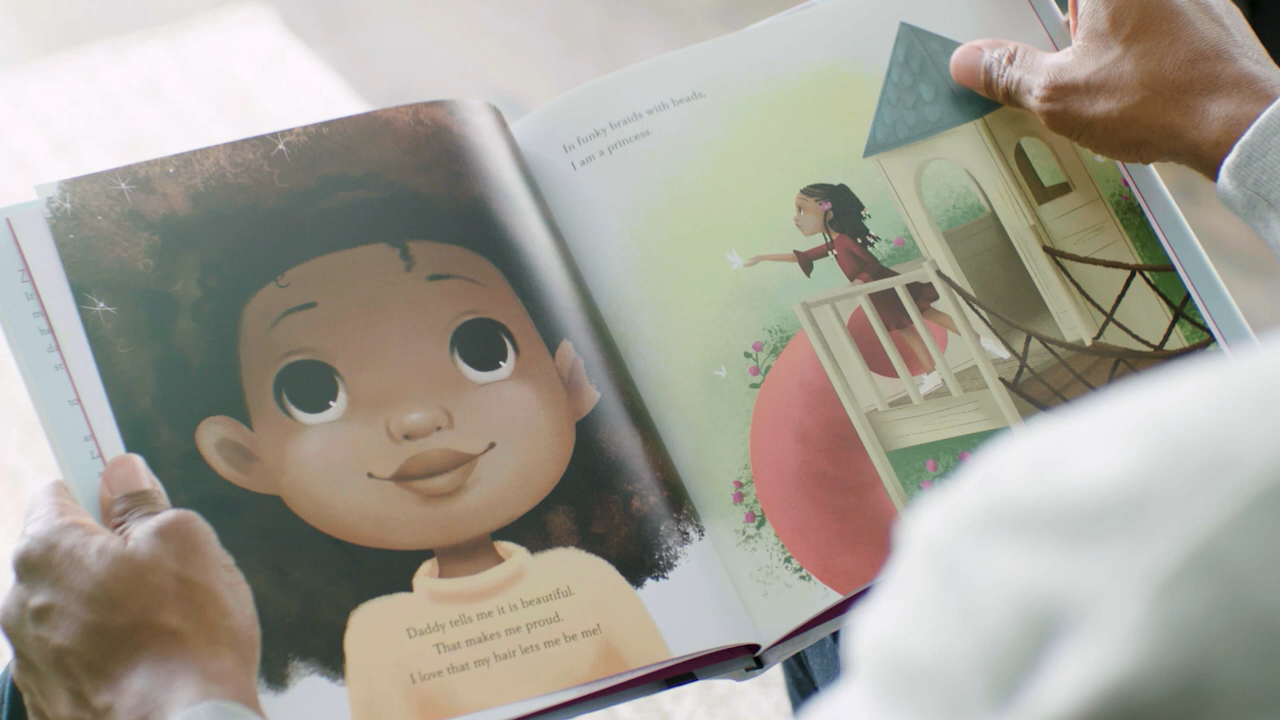 Daddy tells me it is beautiful.
That makes me proud.
I love that my hair lets me be me!
In funky braids with beads,
I am a princess.